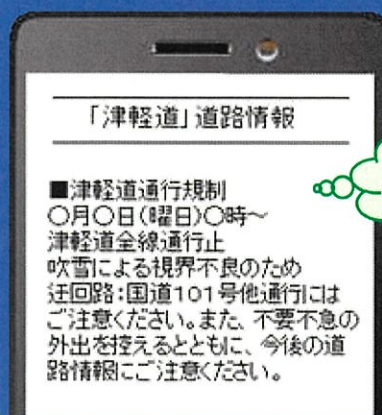 「津軽道」道路情報
■津軽道通行規制
○月○日(曜日)○時～
津軽道全線通行止
吹雪による視界不良のため
迂回路:国道101号他通行には
ご注意ください。また、不要不急の
外出を控えるとともに、今後の道
路情報にご注意ください。